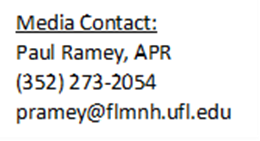 Media Contact:
Paul Ramey, APR
(352) 273-2054
pramey@flmnh.ufl.edu